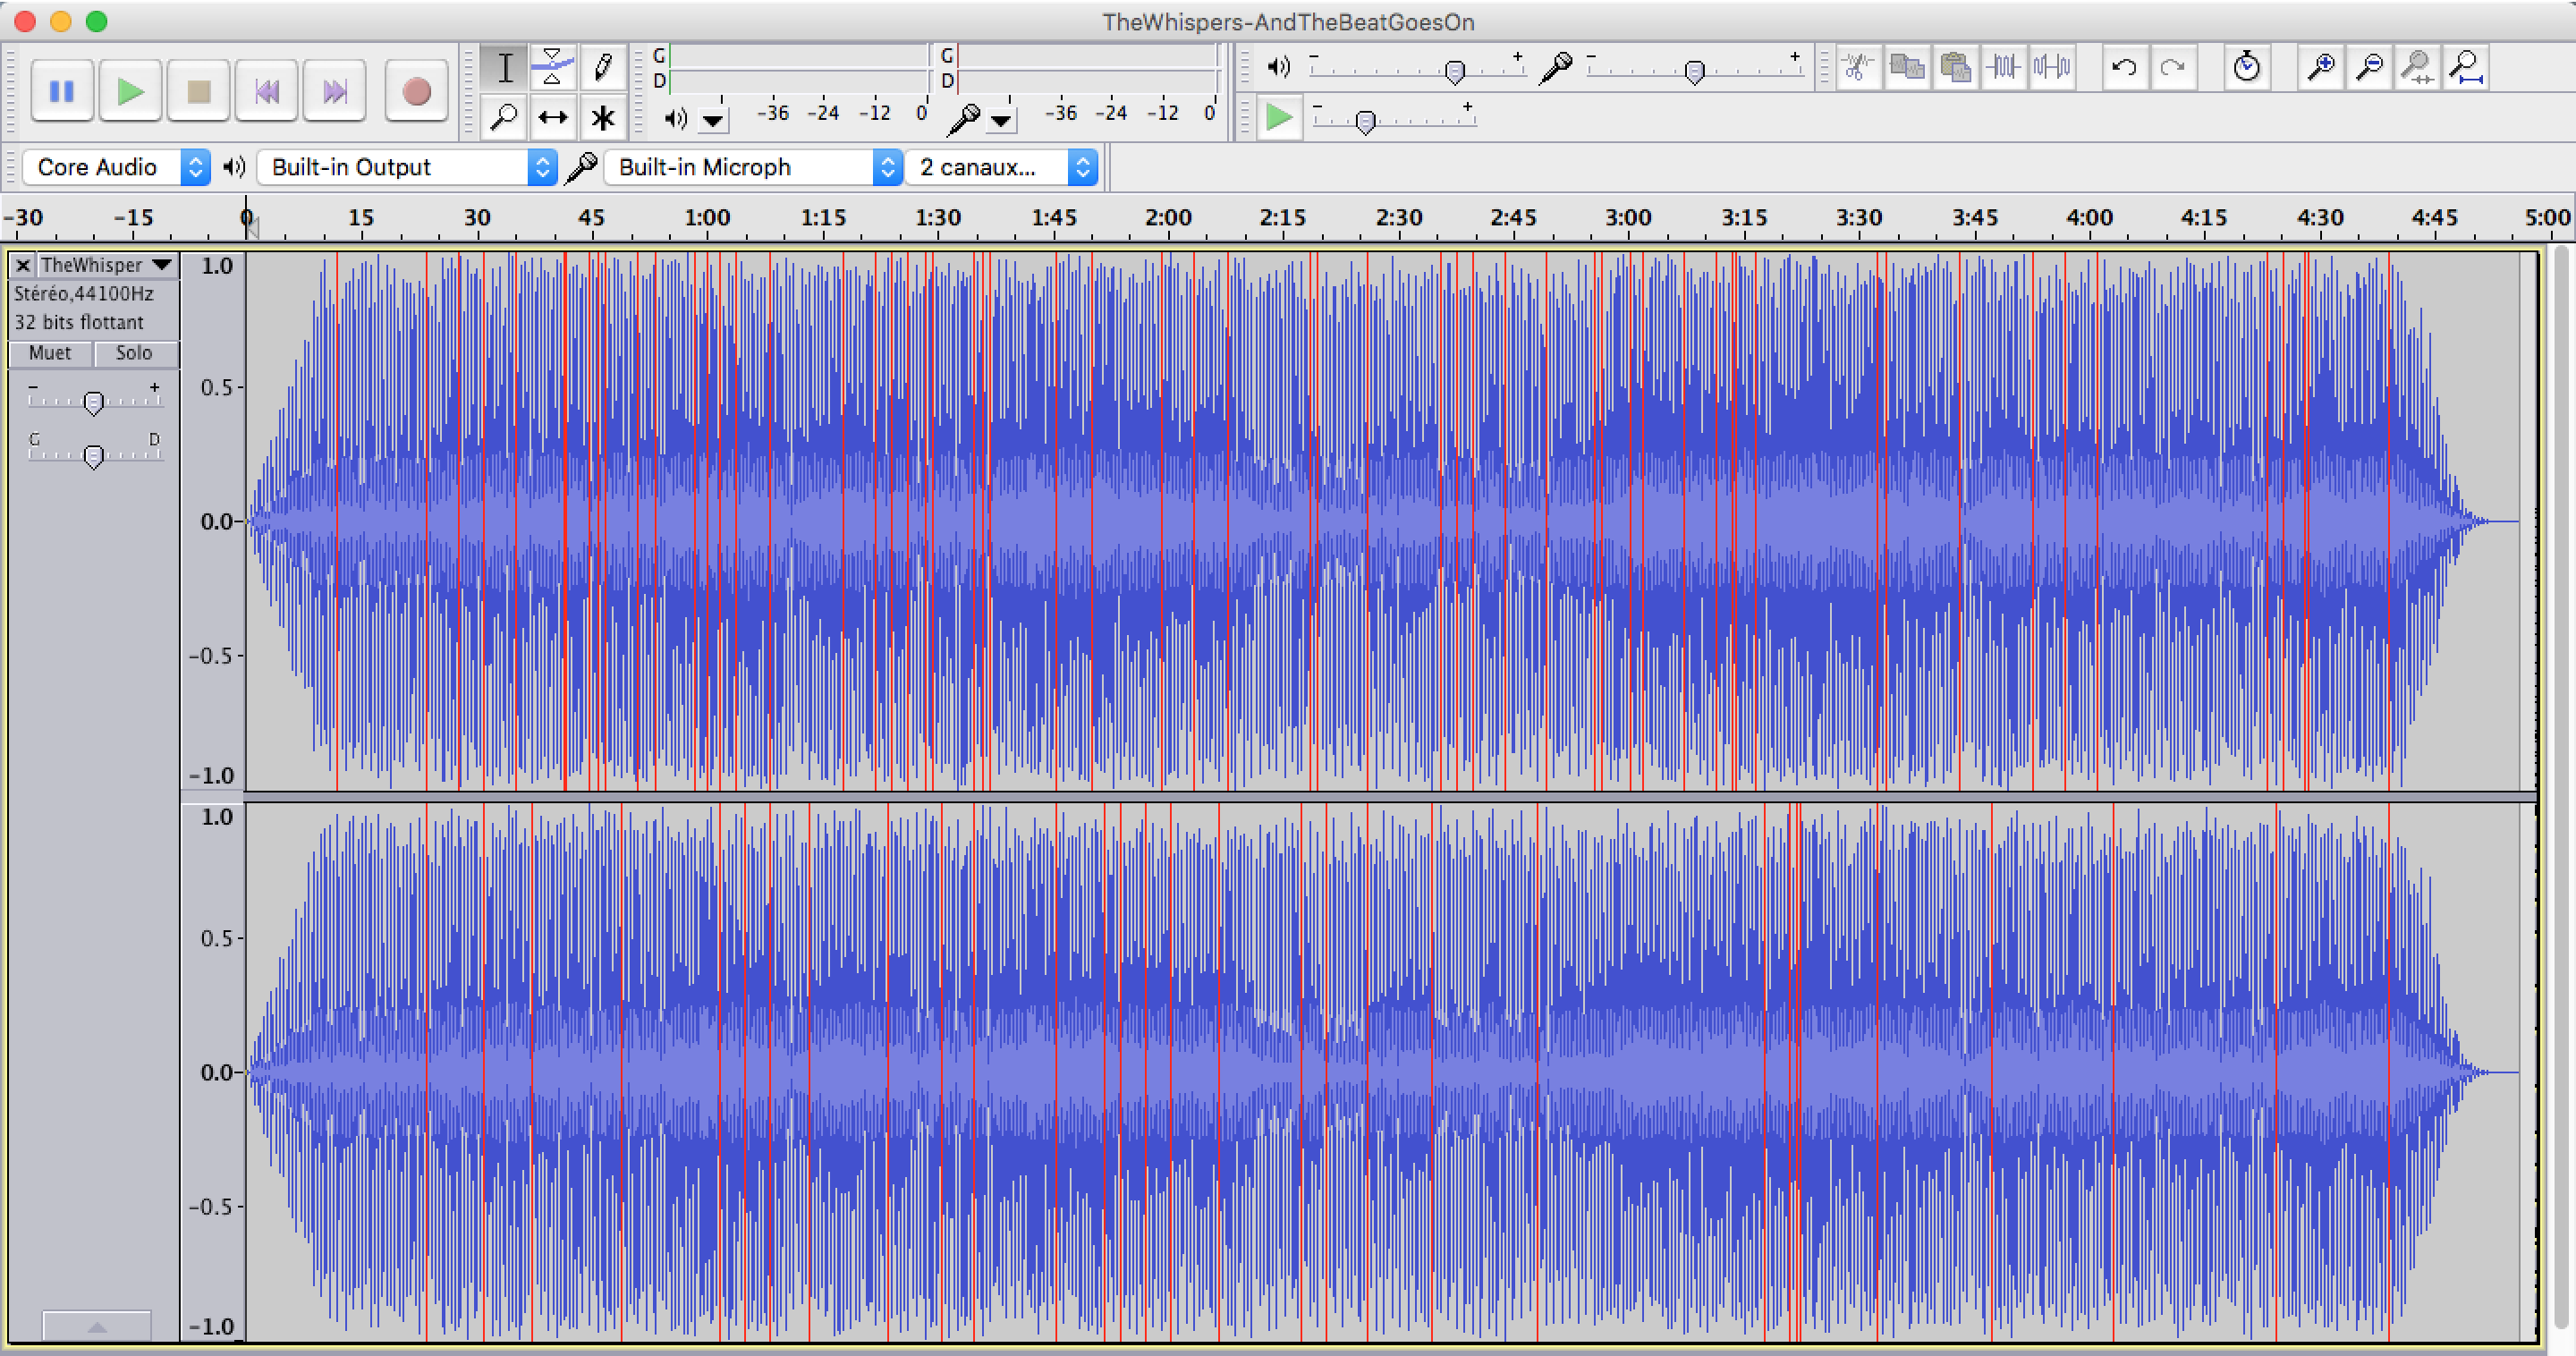 TheWhispers-AndTheBeatGoesOn
G
D
-36 -24 -12 0
G
D
-36 -24 -12 0
- +
- +
- +
Core Audio
Built-in Output
Built-in Microph
2 canaux...
-30 -15 0 15 30 45 1:00 1:15 1:30 1:45 2:00 2:15 2:30 2:45 3:00 3:15 3:30 3:45 4:00 4:15 4:30 4:45 5:00
TheWhisper
Stéréo,44100Hz
32 bits flottant
Muet Solo
- +
G D
1.0
0.5-
0.0-
-0.5-
-1.0
1.0
0.5-
0.0-
-0.5-
-1.0